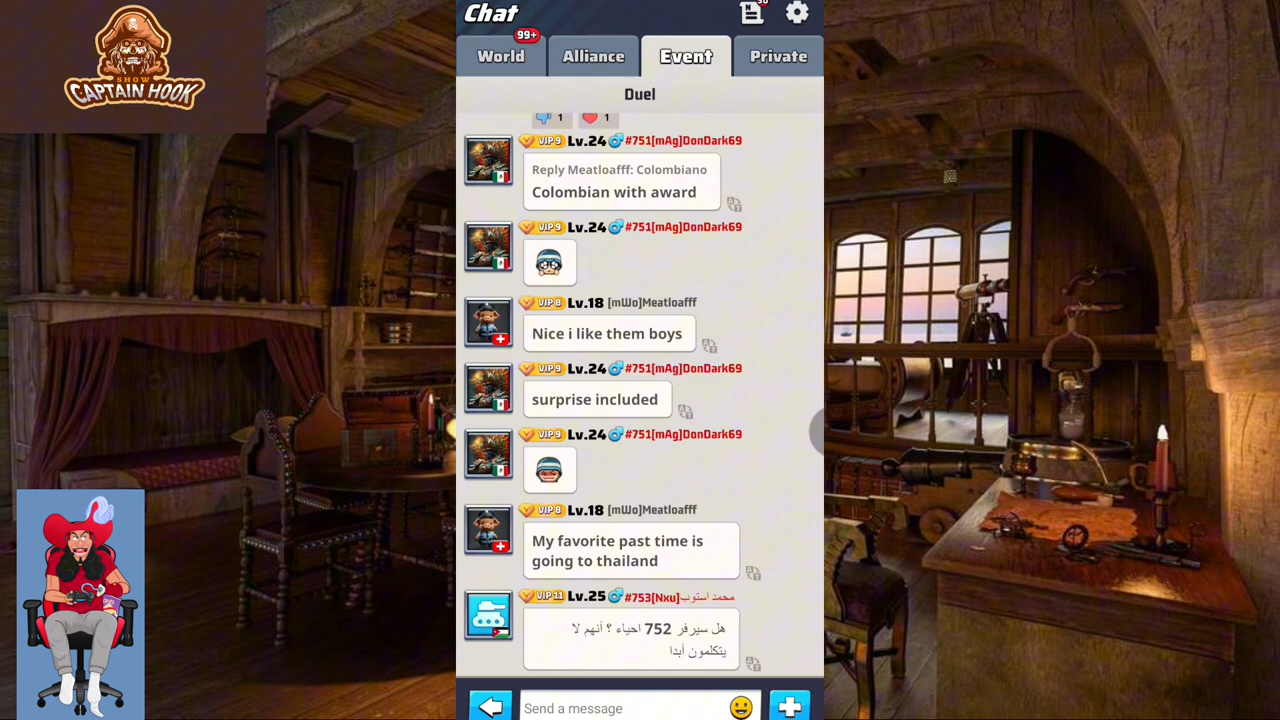 SHOW
CAPTAIN HOOK
Chat
30
99+
World
Alliance
Event
Private
Duel
1
1
VIP 9 Lv.24 #751[mAg]DonDark69
Reply Meatloafff: Colombiano
Colombian with award
VIP 9 Lv.24 #751[mAg]DonDark69
VIP 8 Lv.18 [mWo]Meatloafff
Nice i like them boys
VIP 9 Lv.24 #751[mAg]DonDark69
surprise included
VIP 9 Lv.24 #751[mAg]DonDark69
VIP 8 Lv.18 [mWo]Meatloafff
My favorite past time is
going to thailand
VIP 11 Lv.25 #753[Nxu]محمد استوب
هل سيرفر 752 احياء ؟ أنهم لا
يتكلمون أبدا
Send a message